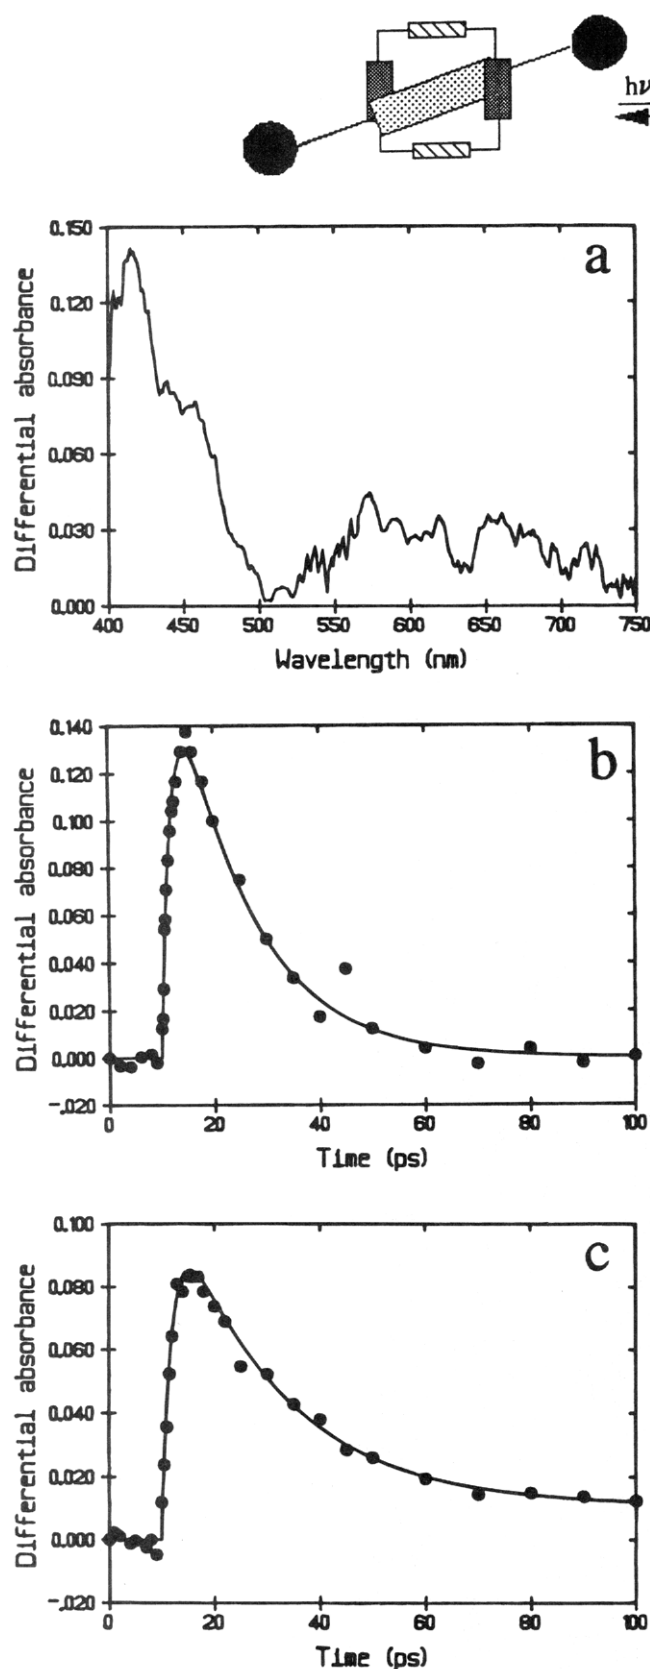 hν
a
Differential absorbance
0.150
0.120
0.090
0.060
0.030
0.000
400 450 500 550 600 650 700 750
Wavelength (nm)
b
Differential absorbance
0.140
0.120
0.100
0.080
0.060
0.040
0.020
0.000
-.020
0 20 40 60 80 100
Time (ps)
c
Differential absorbance
0.100
0.080
0.060
0.040
0.020
0.000
-.020
0 20 40 60 80 100
Time (ps)